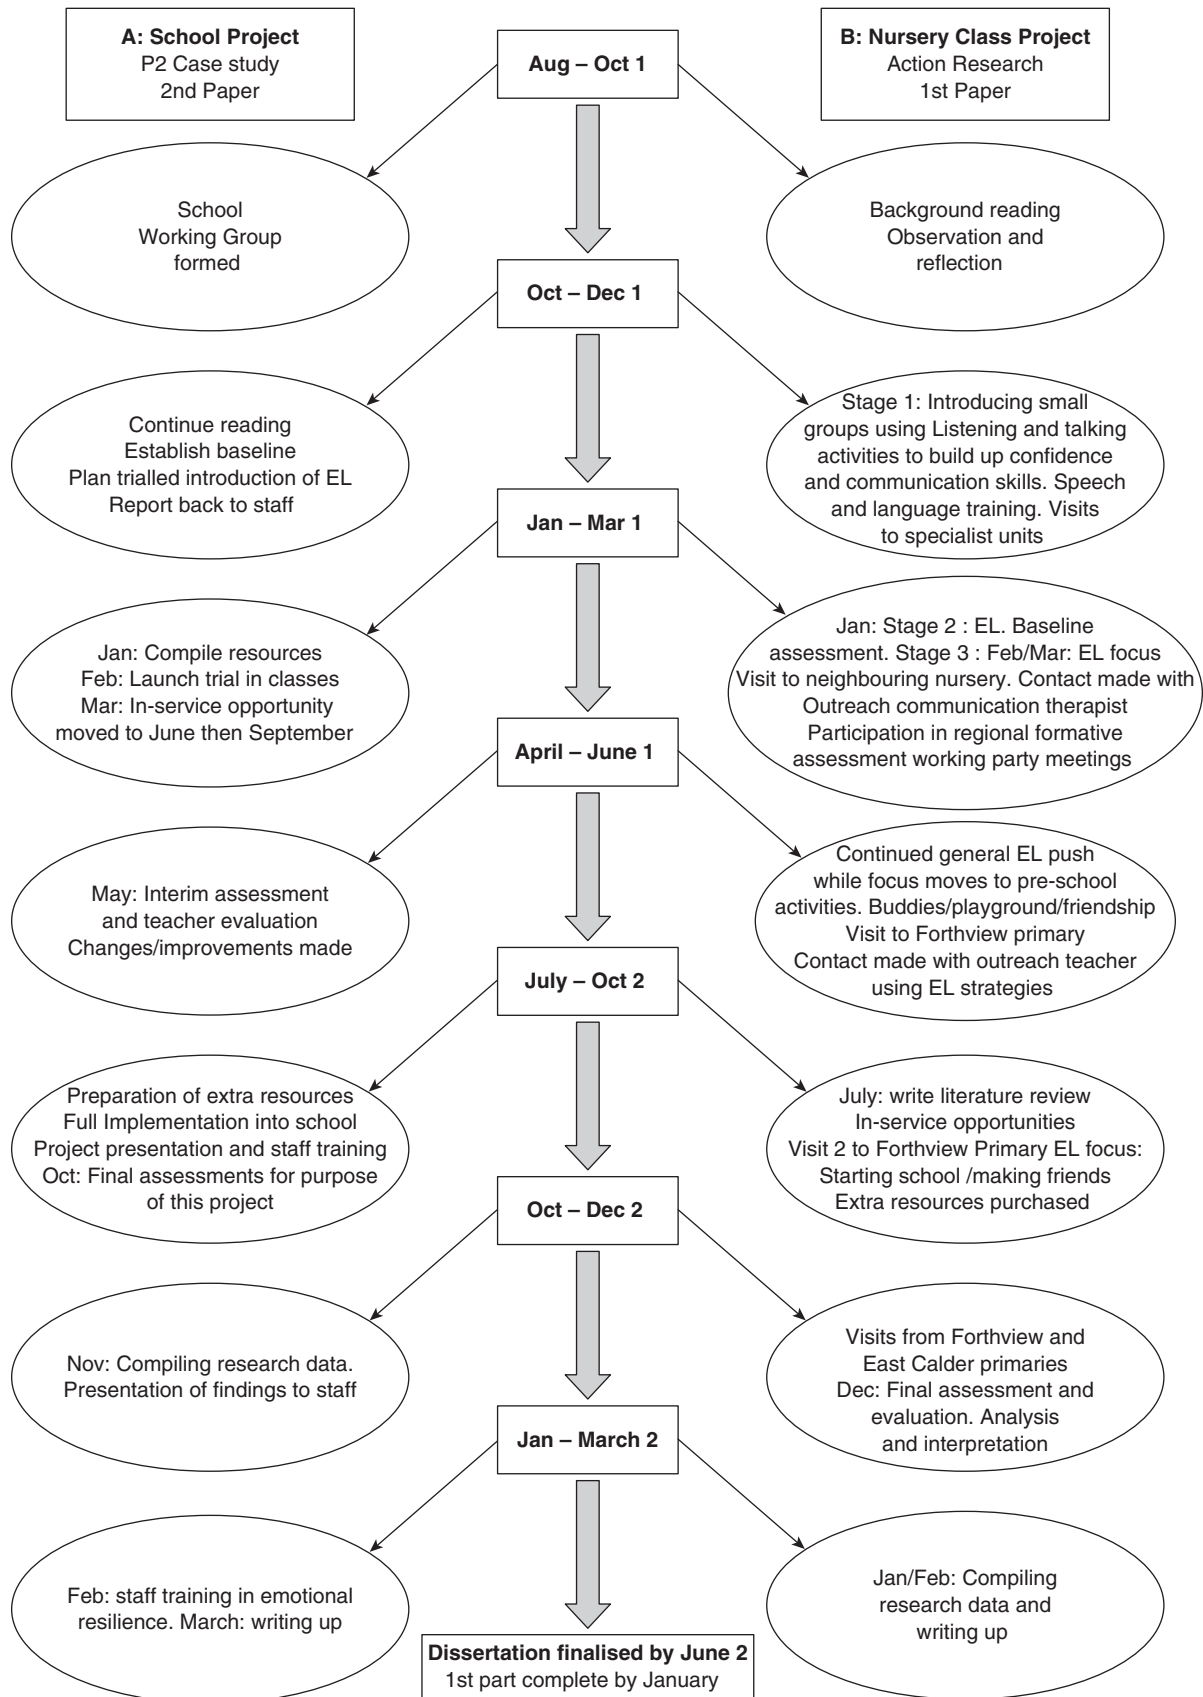 A: School Project
P2 Case study
2nd Paper
Aug – Oct 1
B: Nursery Class Project
Action Research
1st Paper
School
Working Group
formed
Background reading
Observation and
reflection
Oct – Dec 1
Continue reading
Establish baseline
Plan trialled introduction of EL
Report back to staff
Stage 1: Introducing small
groups using Listening and talking
activities to build up confidence
and communication skills. Speech
and language training. Visits
to specialist units
Jan – Mar 1
Jan: Compile resources
Feb: Launch trial in classes
Mar: In-service opportunity
moved to June then September
Jan: Stage 2 : EL. Baseline
assessment. Stage 3 : Feb/Mar: EL focus
Visit to neighbouring nursery. Contact made with
Outreach communication therapist
Participation in regional formative
assessment working party meetings
April – June 1
May: Interim assessment
and teacher evaluation
Changes/improvements made
Continued general EL push
while focus moves to pre-school
activities. Buddies/playground/friendship
Visit to Forthview primary
Contact made with outreach teacher
using EL strategies
July – Oct 2
Preparation of extra resources
Full Implementation into school
Project presentation and staff training
Oct: Final assessments for purpose
of this project
July: write literature review
In-service opportunities
Visit 2 to Forthview Primary EL focus:
Starting school /making friends
Extra resources purchased
Oct – Dec 2
Nov: Compiling research data.
Presentation of findings to staff
Visits from Forthview and
East Calder primaries
Dec: Final assessment and
evaluation. Analysis
and interpretation
Jan – March 2
Feb: staff training in emotional
resilience. March: writing up
Jan/Feb: Compiling
research data and
writing up
Dissertation finalised by June 2
1st part complete by January